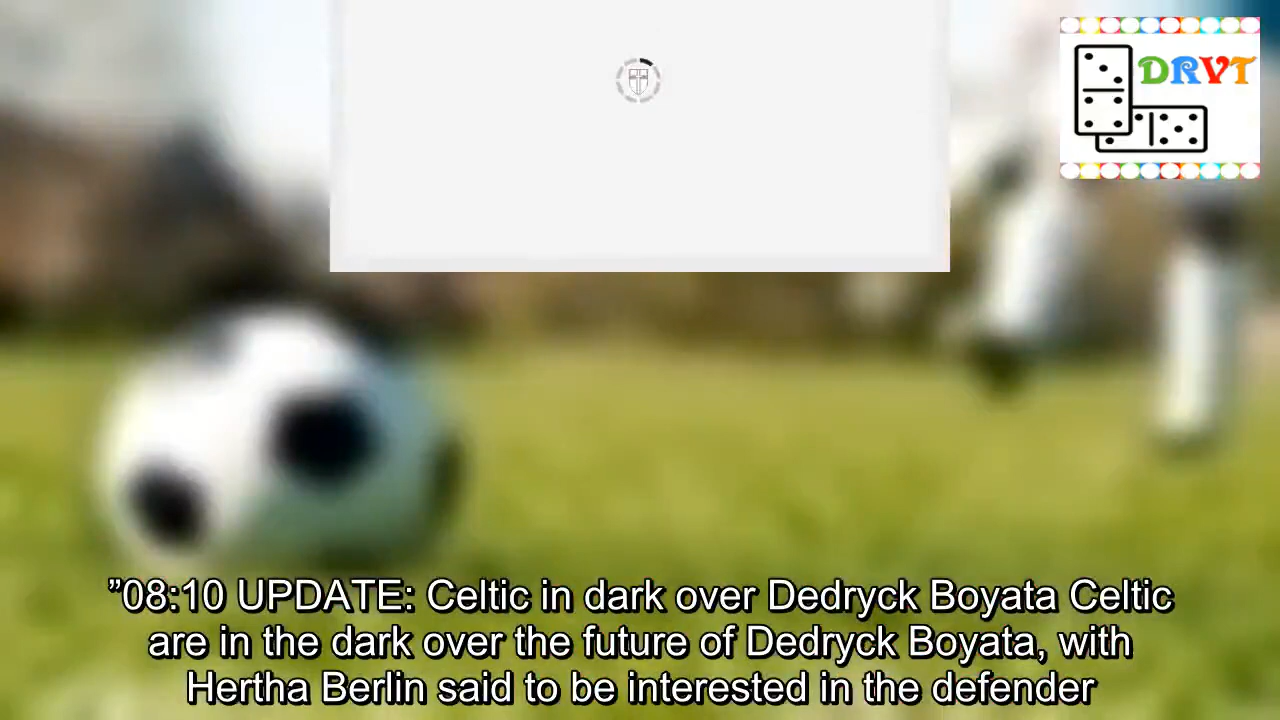 DRVT
”08:10 UPDATE: Celtic in dark over Dedryck Boyata Celtic
are in the dark over the future of Dedryck Boyata, with
Hertha Berlin said to be interested in the defender